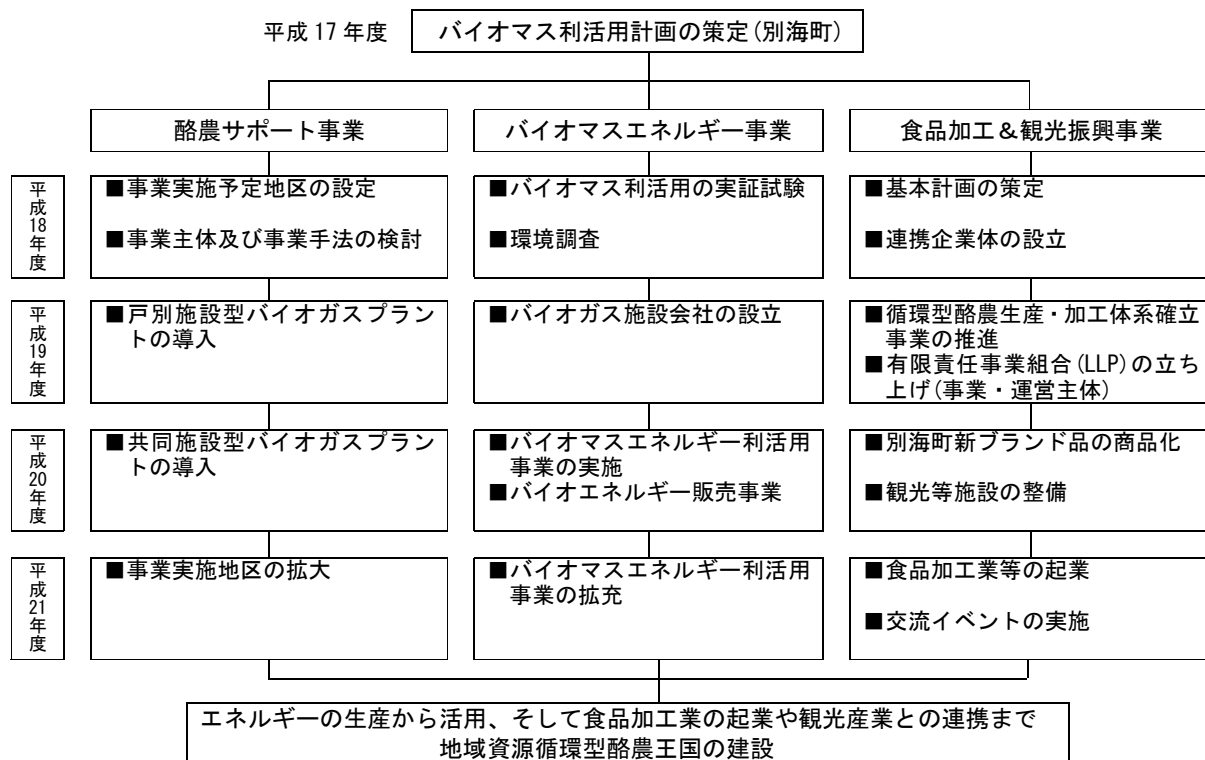 平成 17 年度
バイオマス利活用計画の策定(別海町)
酪農サポート事業
バイオマスエネルギー事業
食品加工＆観光振興事業
平成18年度
■事業実施予定地区の設定
■事業主体及び事業手法の検討
■バイオマス利活用の実証試験
■環境調査
■基本計画の策定
■連携企業体の設立
平成19年度
■戸別施設型バイオガスプラン
トの導入
■バイオガス施設会社の設立
■循環型酪農生産・加工体系確立
事業の推進
■有限責任事業組合(LLP)の立ち
上げ(事業・運営主体)
平成20年度
■共同施設型バイオガスプラン
トの導入
■バイオマスエネルギー利活用
事業の実施
■バイオエネルギー販売事業
■別海町新ブランド品の商品化
■観光等施設の整備
平成21年度
■事業実施地区の拡大
■バイオマスエネルギー利活用
事業の拡充
■食品加工業等の起業
■交流イベントの実施
エネルギーの生産から活用、そして食品加工業の起業や観光産業との連携まで
地域資源循環型酪農王国の建設